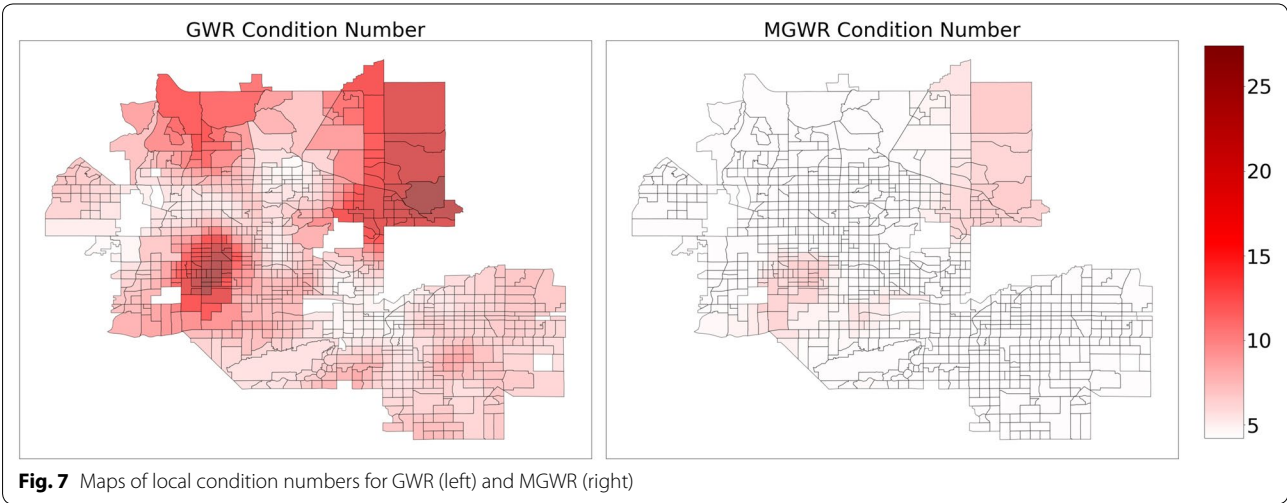 GWR Condition Number
MGWR Condition Number
25
20
15
10
5
Fig. 7 Maps of local condition numbers for GWR (left) and MGWR (right)